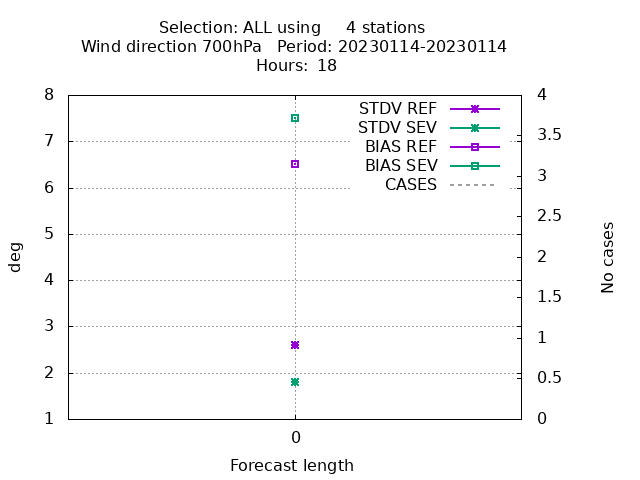 Selection: ALL using     4 stations
Wind direction 700hPa   Period: 20230114-20230114
Hours: 18
8
7
6
5
4
3
2
1
4
3.5
3
2.5
2
1.5
1
0.5
0
STDV REF
STDV SEV
BIAS REF
BIAS SEV
CASES
deg
No cases
0
Forecast length